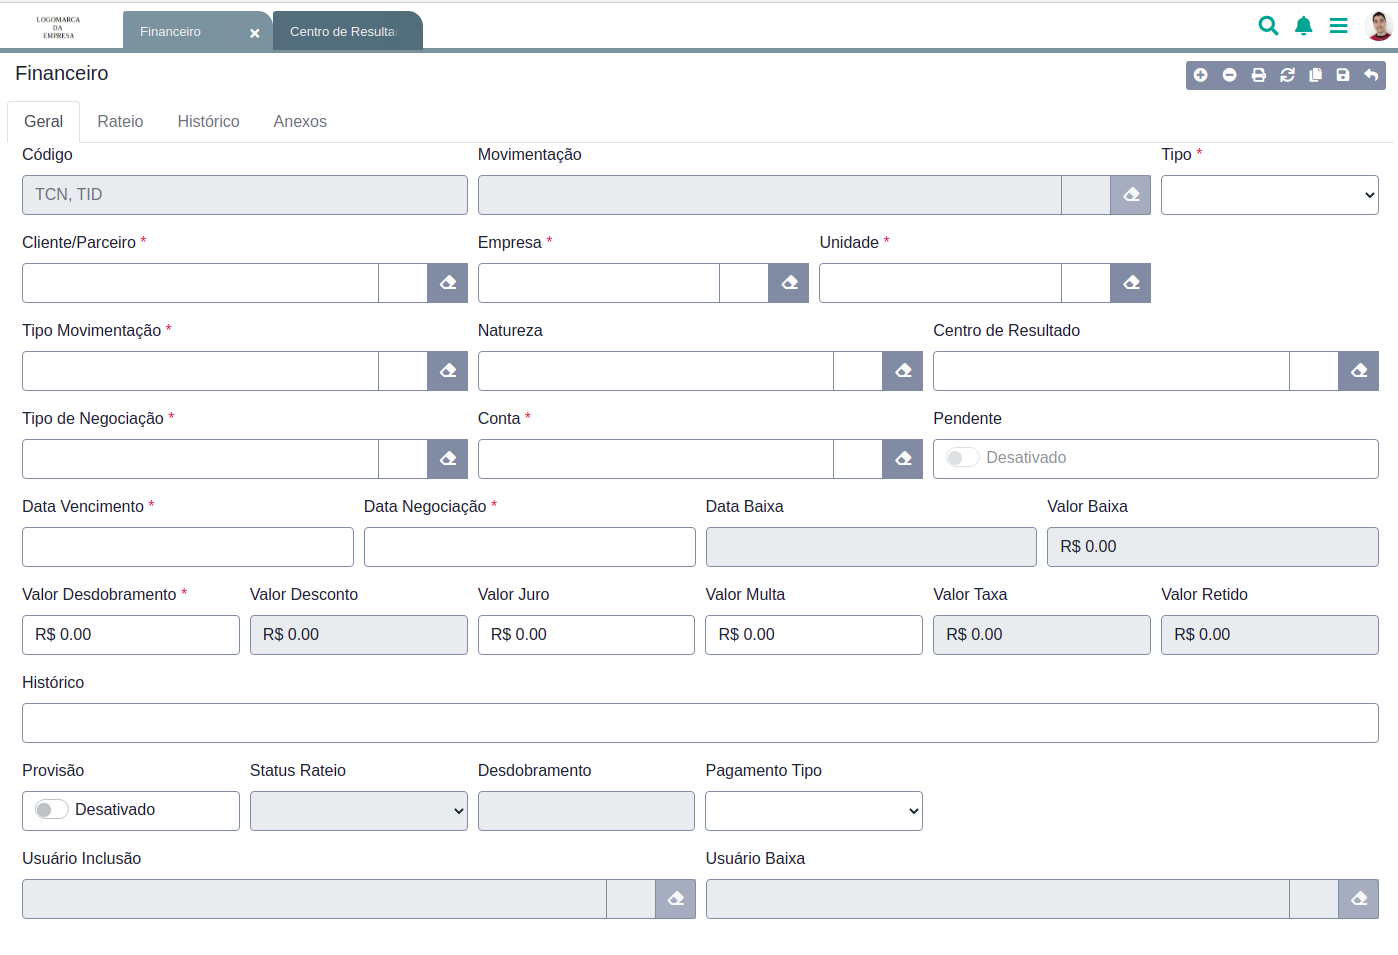 LOGOMARCA
DA
EMPRESA
Financeiro
Centro de Resulta
Financeiro
Geral Rateio Histórico Anexos
Código Movimentação Tipo *
TCN, TID
Cliente/Parceiro * Empresa * Unidade *
Tipo Movimentação * Natureza Centro de Resultado
Tipo de Negociação * Conta * Pendente
Desativado
Data Vencimento * Data Negociação * Data Baixa Valor Baixa
R$ 0.00
Valor Desdobramento * Valor Desconto Valor Juro Valor Multa Valor Taxa Valor Retido
R$ 0.00 R$ 0.00 R$ 0.00 R$ 0.00 R$ 0.00 R$ 0.00
Histórico
Provisão Status Rateio Desdobramento Pagamento Tipo
Desativado
Usuário Inclusão Usuário Baixa